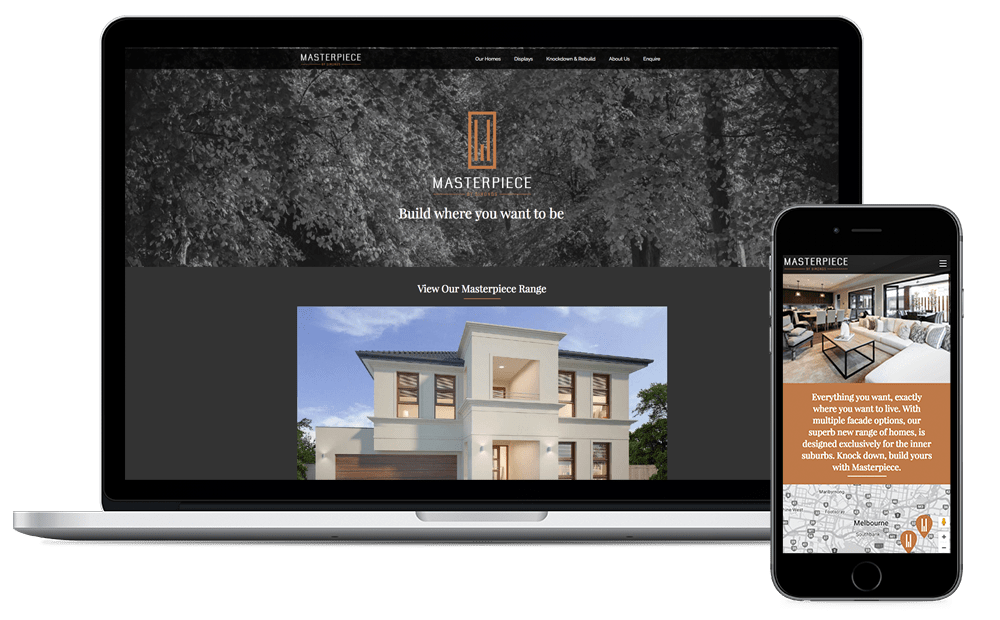 MASTERPIECE
Our Homes Displays Knockdown & Rebuild About Us Enquire
MASTERPIECE
Build where you want to be
View Our Masterpiece Range
MASTERPIECE
BY SIMONDS
Everything you want, exactly
where you want to live. With
multiple facade options, our
superb new range of homes, is
designed exclusively for the inner
suburbs. Knock down, build yours
with Masterpiece.
Melbourne
Southbank